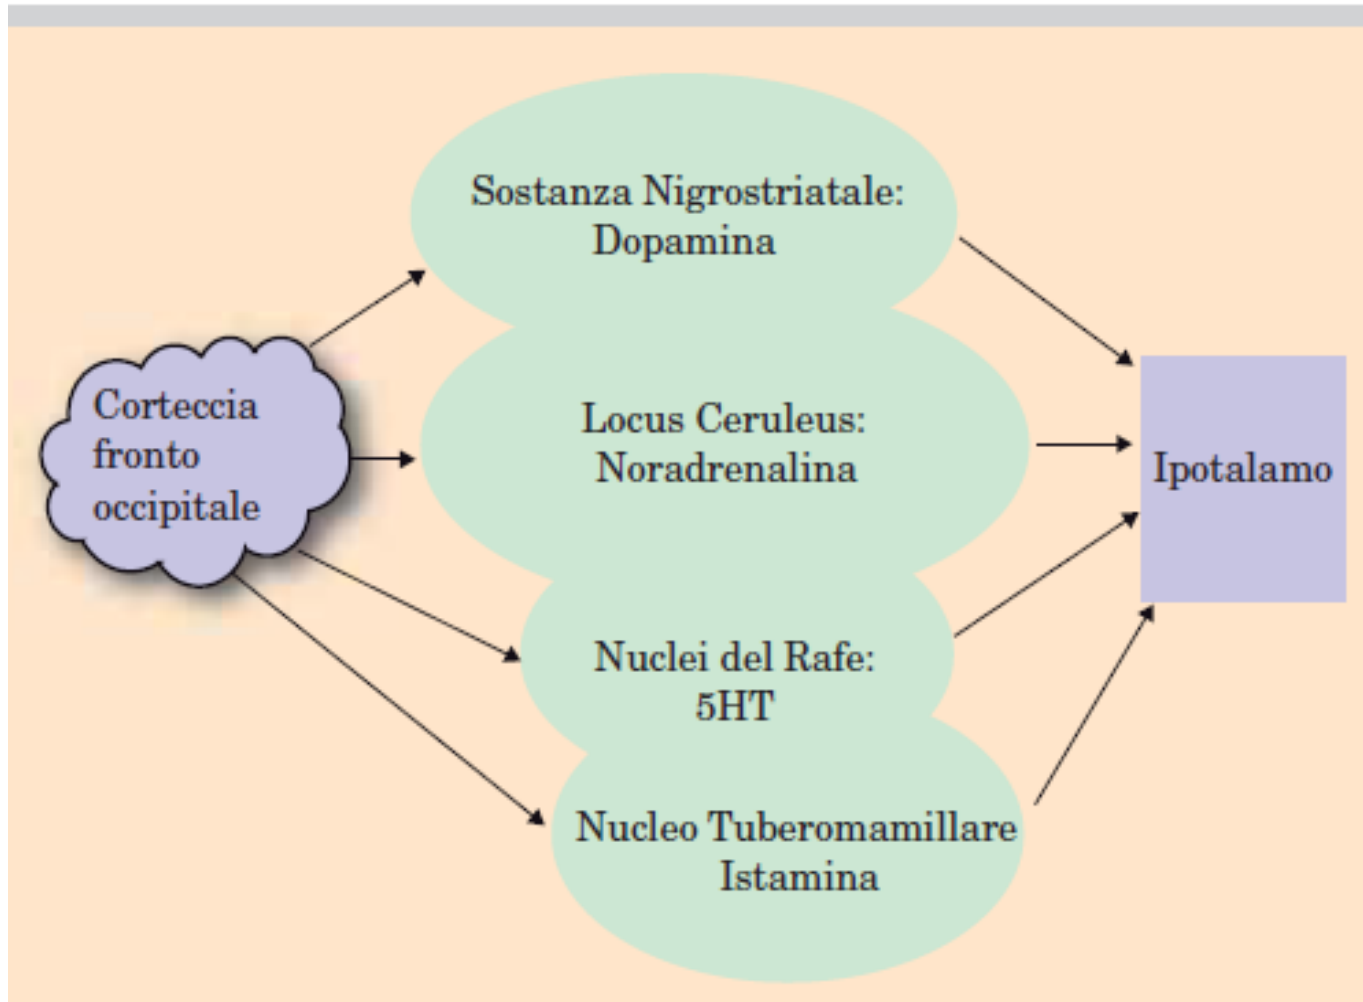 Sostanza Nigrostriatale:
Dopamina
Corteccia
fronto
occipitale
Locus Ceruleus:
Noradrenalina
Ipotalamo
Nuclei del Rafe:
5HT
Nucleo Tuberomamillare
Istamina